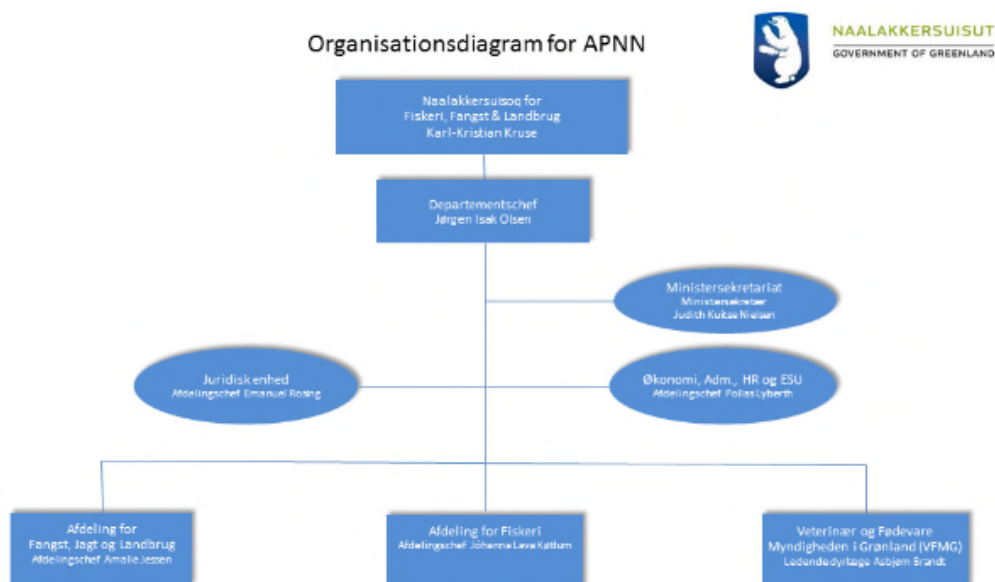 Organisationsdiagram for APNN
NAALAKKERSUISUT
GOVERNMENT OF GREENLAND
Naalakkersuisoq for
Fiskeri, Fangst & Landbrug
Karl-Kristian Kruse
Departementschef
Jørgen Isak Olsen
Ministersekretariat
Ministersekretær
Judith Kuitse Nielsen
Juridisk enhed
Afdelingschef Emanuel Rosing
Økonomi, Adm., HR og ESU
Afdelingschef Pollas Lyberth
Afdeling for
Fangst, Jagt og Landbrug
Afdelingschef Amalie Jessen
Afdeling for Fiskeri
Afdelingschef Jóhanna Lava
Veterinær og Fødevare
Myndigheden i Grønland (VFMG)
Ledende dyrlæge Asbjørn Brandt